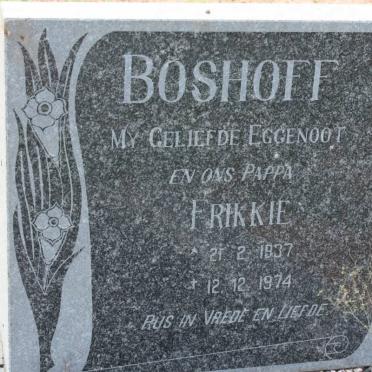 BOSHOFF
MY GELIEFDE EGGENOOT
EN ONS PAPPA
FRIKKIE
* 21 2 1937
+ 12 12 1974
RUS IN VREDE EN LIEFDE